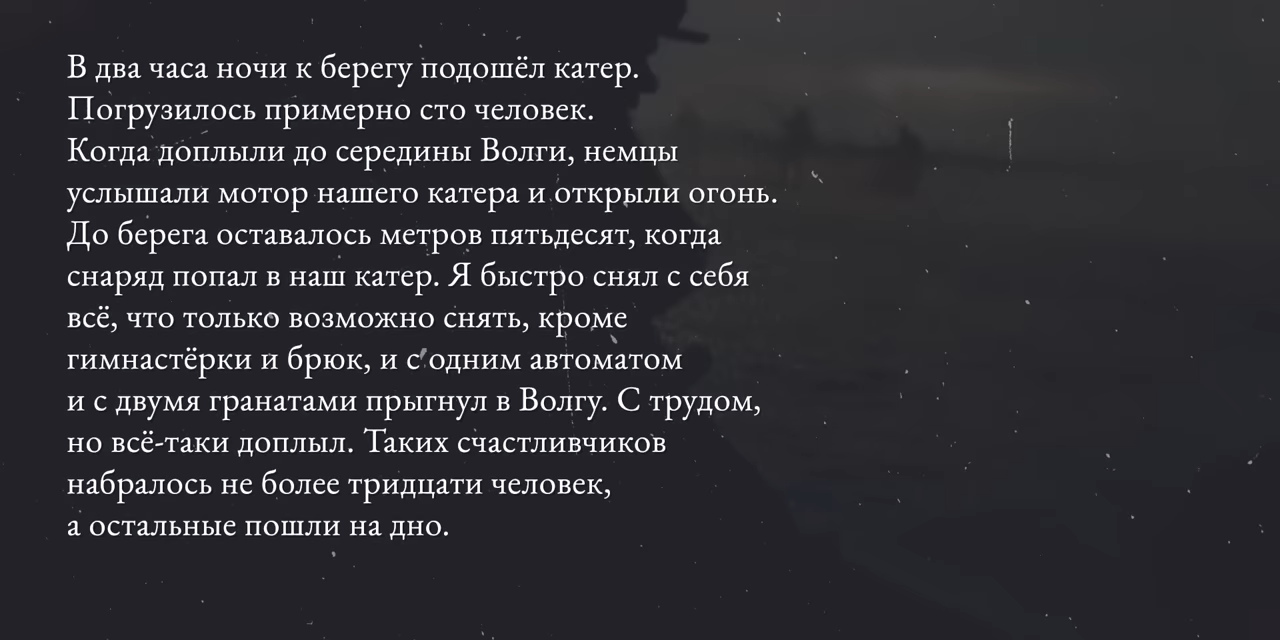 В два часа ночи к берегу подошёл катер.
Погрузилось примерно сто человек.
Когда доплыли до середины Волги, немцы
услышали мотор нашего катера и открыли огонь.
До берега оставалось метров пятьдесят, когда
снаряд попал в наш катер. Я быстро снял с себя
всё, что только возможно снять, кроме
гимнастёрки и брюк, и с одним автоматом
и с двумя гранатами прыгнул в Волгу. С трудом,
но всё-таки доплыл. Таких счастливчиков
набралось не более тридцати человек,
а остальные пошли на дно.